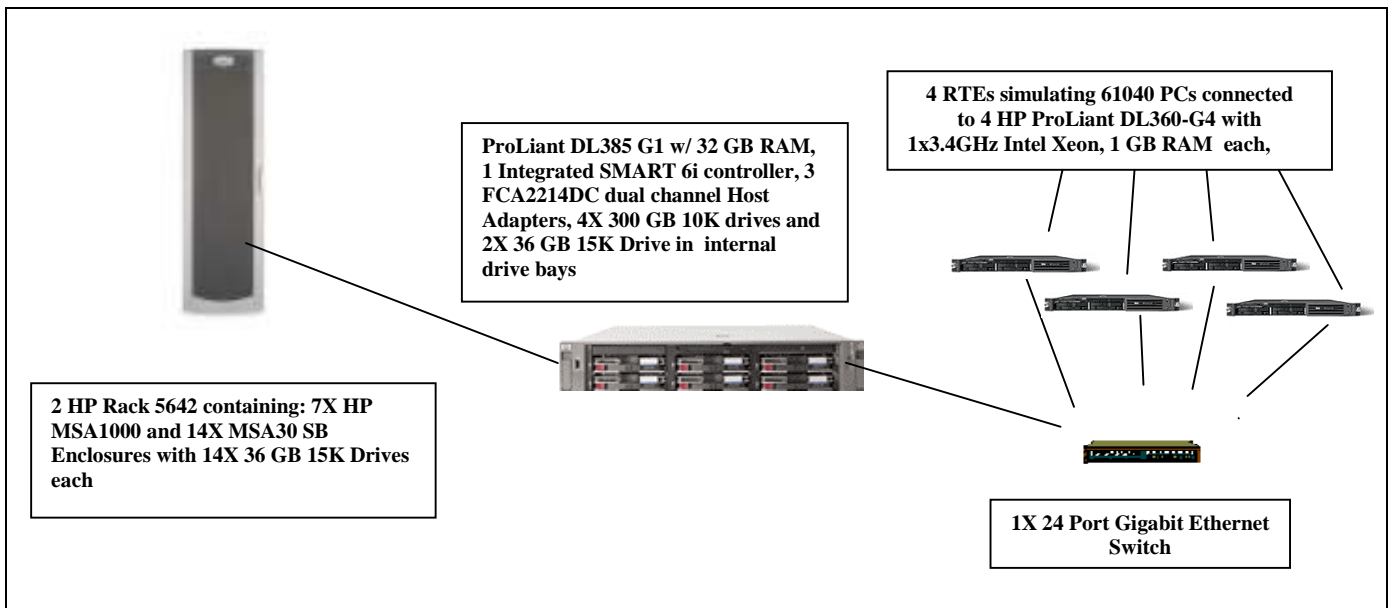 4 RTEs simulating 61040 PCs connected
to 4 HP ProLiant DL360-G4 with
1x3.4GHz Intel Xeon, 1 GB RAM each,
ProLiant DL385 G1 w/ 32 GB RAM,
1 Integrated SMART 6i controller, 3
FCA2214DC dual channel Host
Adapters, 4X 300 GB 10K drives and
2X 36 GB 15K Drive in internal
drive bays
2 HP Rack 5642 containing: 7X HP
MSA1000 and 14X MSA30 SB
Enclosures with 14X 36 GB 15K Drives
each
1X 24 Port Gigabit Ethernet
Switch